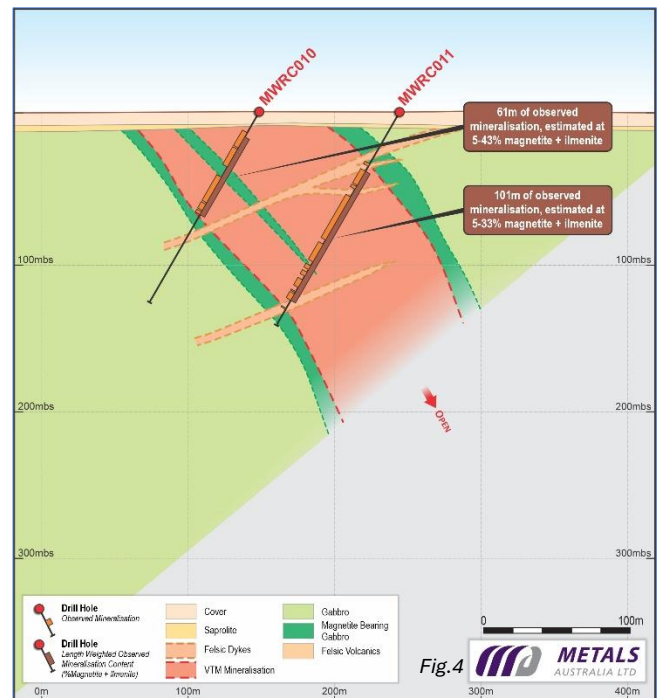 MWRC010
MWRC011
61m of observed
mineralisation, estimated at
5-43% magnetite + ilmenite
101m of observed
mineralisation, estimated at
5-33% magnetite + ilmenite
100mbs
100mbs
200mbs
200mbs
OPEN
300mbs
300mbs
Drill Hole
Observed Mineralisation
Drill Hole
Length Weighted Observed
Mineralisation Content
(%Magnetite + Ilmenite)
Cover
Saprolite
Felsic Dykes
VTM Mineralisation
Gabbro
Magnetite Bearing
Gabbro
Felsic Volcanics
0 100m
Fig.4
METALS
AUSTRALIA LTD
0m 100m 200m 300m 400m